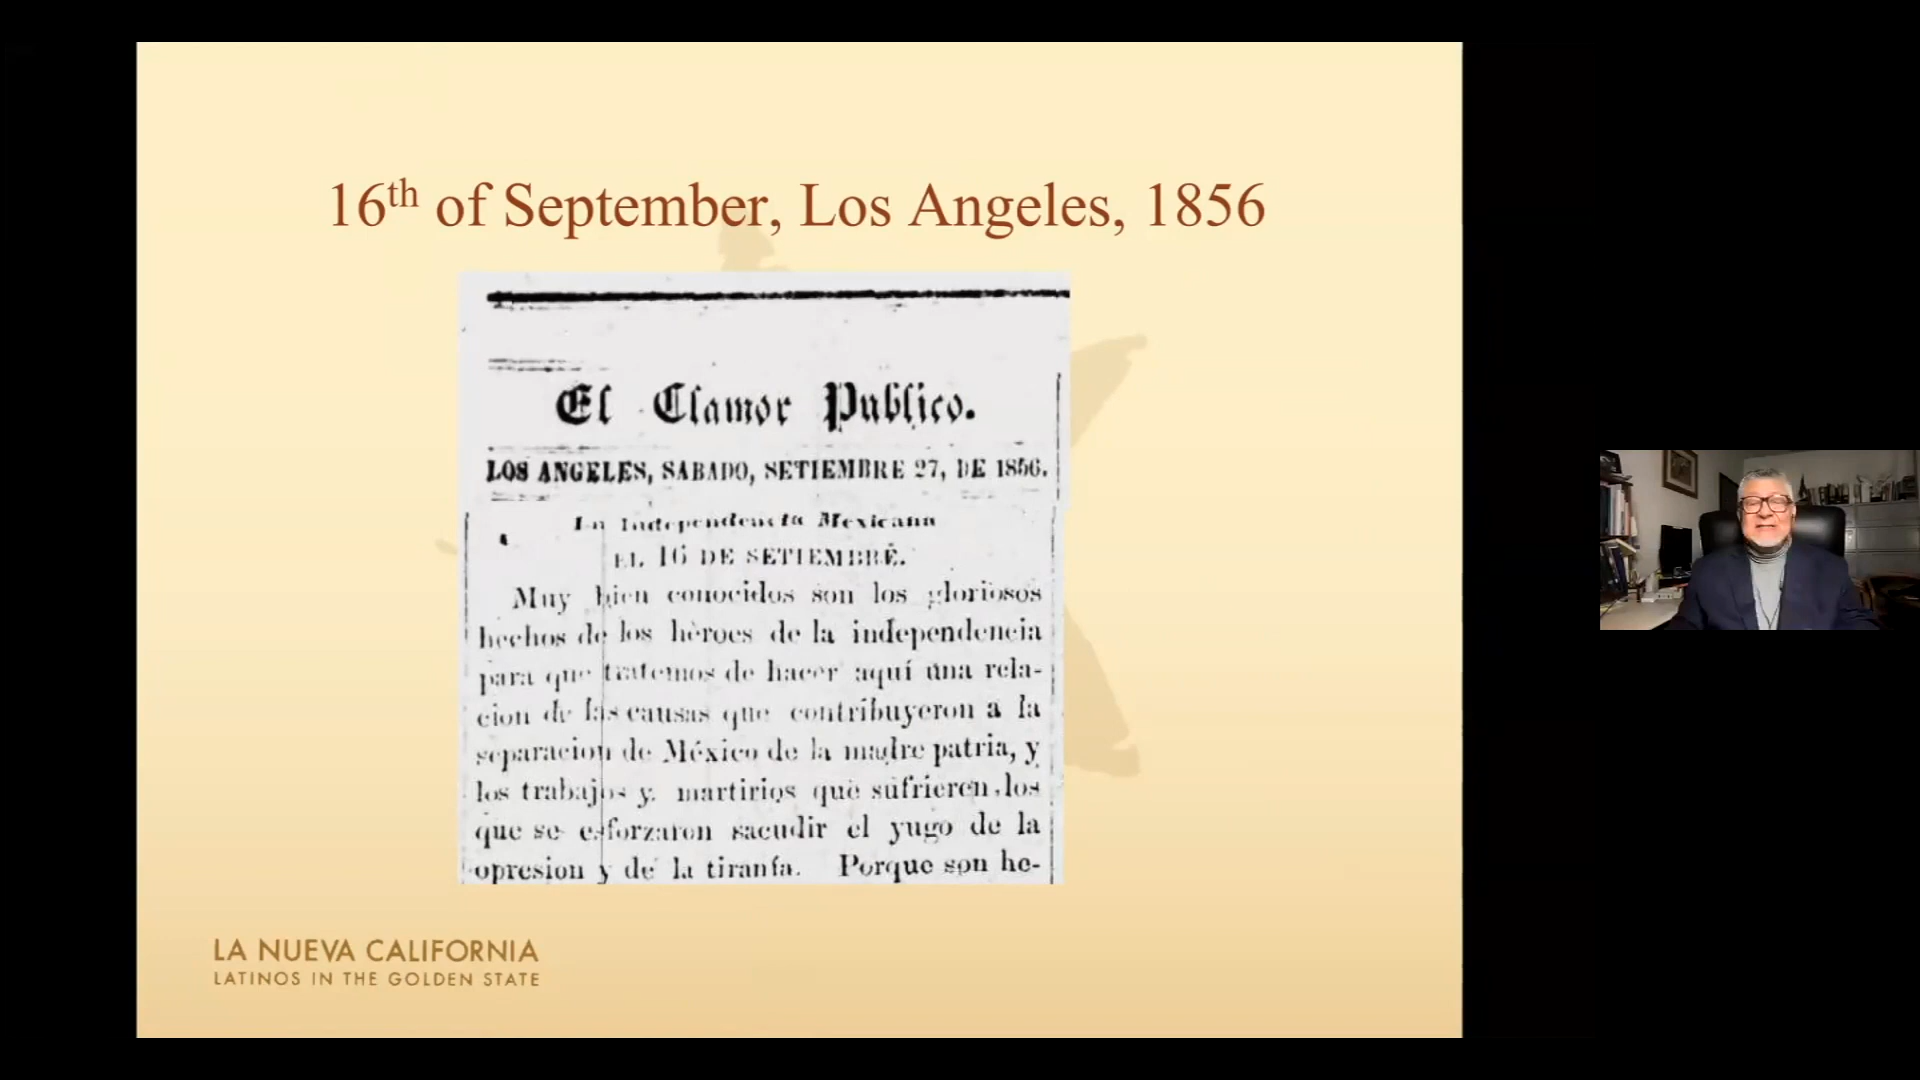 16th of September, Los Angeles, 1856
El Clamor Publico.
LOS ANGELES, SABADO, SETIEMBRE 27, DE 1856.
La Independencia Mexicana
EL 16 DE SETIEMBRE.
Muy bien conocidos son los gloriosos
hechos de los hèroes de la independencia
para que tratemos de hacer aquí una rela-
cion de las causas que contribuyeron a la
separacion de México de la madre patria, y
los trabajos y martirios que sufrieren los
que se esforzaron sacudir el yugo de la
opresion y de la tiranía. Porque son he-
LA NUEVA CALIFORNIA
LATINOS IN THE GOLDEN STATE